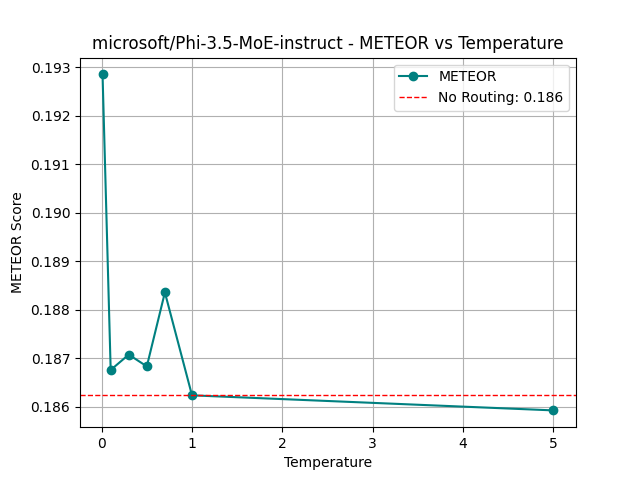 microsoft/Phi-3.5-MoE-instruct - METEOR vs Temperature
METEOR
No Routing: 0.186
METEOR Score
0.193
0.192
0.191
0.190
0.189
0.188
0.187
0.186
0
1
2
3
4
5
Temperature